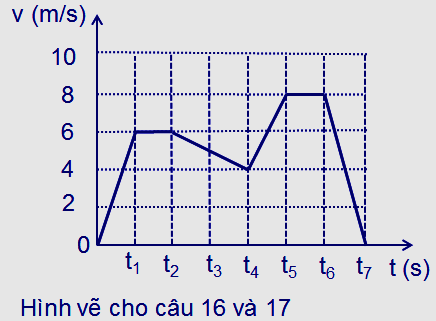 v (m/s)
10
8
6
4
2
0
t₁ t₂ t₃ t₄ t₅ t₆ t₇ t (s)
Hình vẽ cho câu 16 và 17